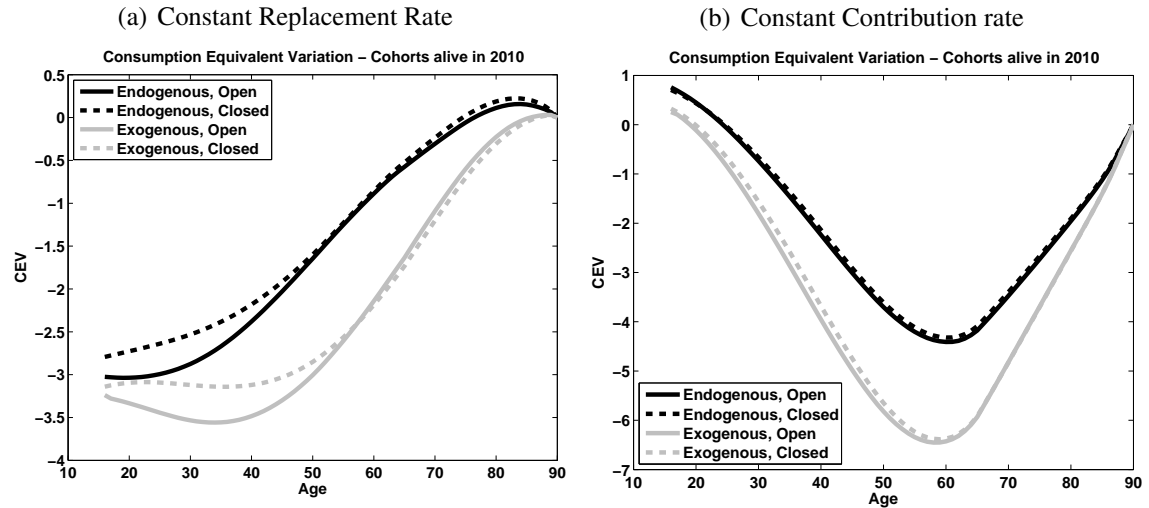 (a) Constant Replacement Rate
Consumption Equivalent Variation – Cohorts alive in 2010
0.5
0
−0.5
−1
−1.5
−2
−2.5
−3
−3.5
−4
CEV
Endogenous, Open
Endogenous, Closed
Exogenous, Open
Exogenous, Closed
10 20 30 40 50 60 70 80 90
Age
(b) Constant Contribution rate
Consumption Equivalent Variation – Cohorts alive in 2010
1
0
−1
−2
−3
−4
−5
−6
−7
CEV
Endogenous, Open
Endogenous, Closed
Exogenous, Open
Exogenous, Closed
10 20 30 40 50 60 70 80 90
Age